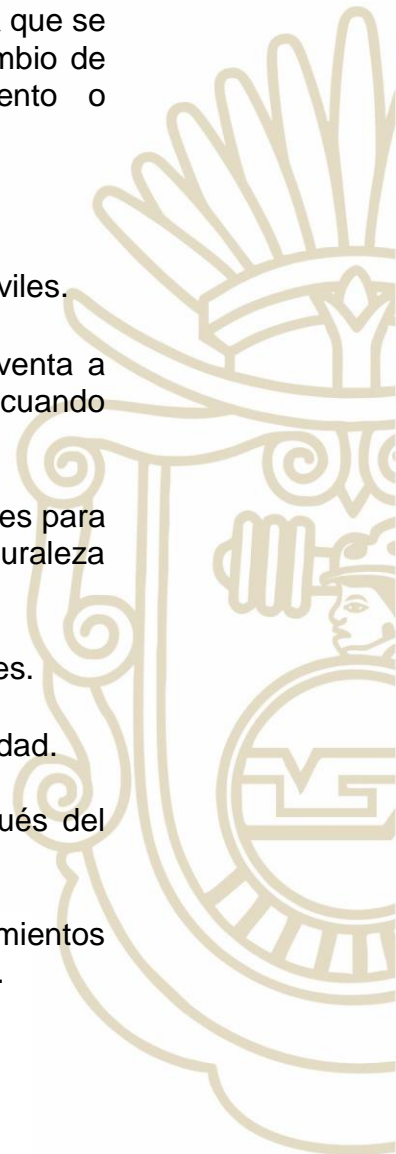 que se
mbio de
ento o
viles.
venta a
cuando
es para
uraleza
es.
dad.
ués del
mientos
.